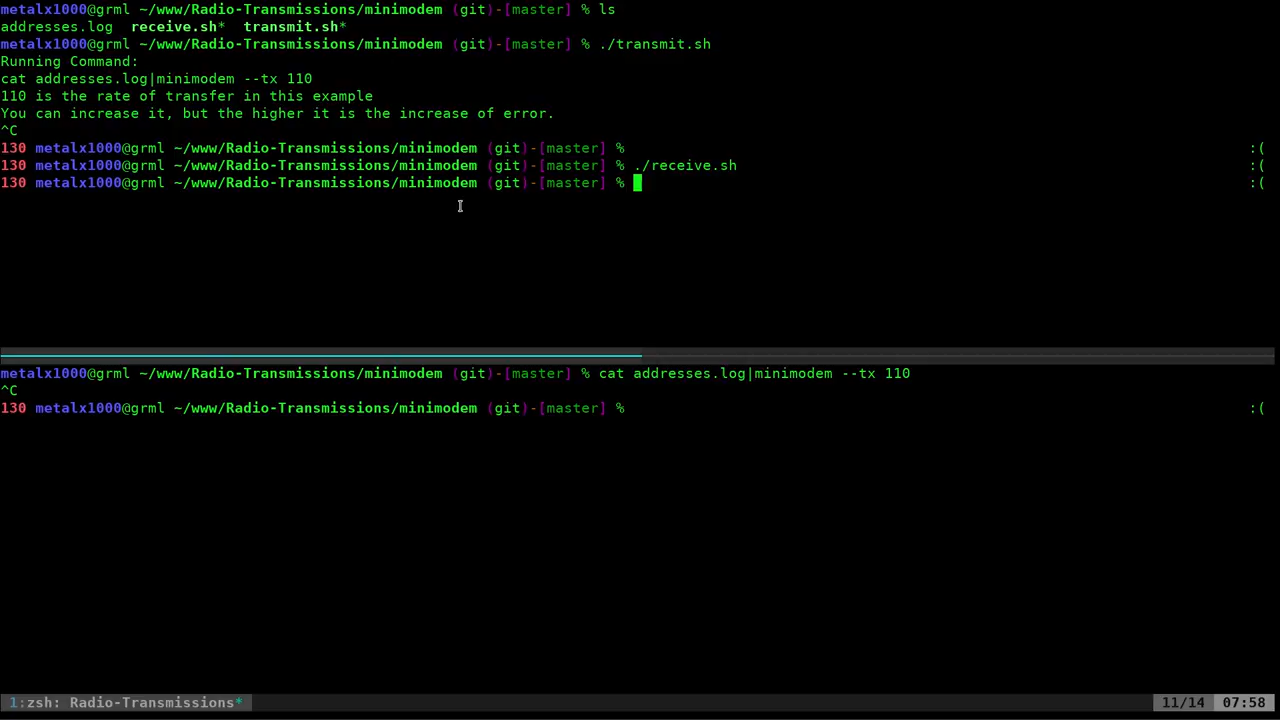 metalx1000@grml ~/www/Radio-Transmissions/minimodem (git)-[master] % ls
addresses.log  receive.sh*  transmit.sh*
metalx1000@grml ~/www/Radio-Transmissions/minimodem (git)-[master] % ./transmit.sh
Running Command:
cat addresses.log|minimodem --tx 110
110 is the rate of transfer in this example
You can increase it, but the higher it is the increase of error.
^C
130 metalx1000@grml ~/www/Radio-Transmissions/minimodem (git)-[master] % :(
130 metalx1000@grml ~/www/Radio-Transmissions/minimodem (git)-[master] % ./receive.sh :(
130 metalx1000@grml ~/www/Radio-Transmissions/minimodem (git)-[master] % :(
metalx1000@grml ~/www/Radio-Transmissions/minimodem (git)-[master] % cat addresses.log|minimodem --tx 110
^C
130 metalx1000@grml ~/www/Radio-Transmissions/minimodem (git)-[master] % :(
1:zsh: Radio-Transmissions* 11/14 07:58